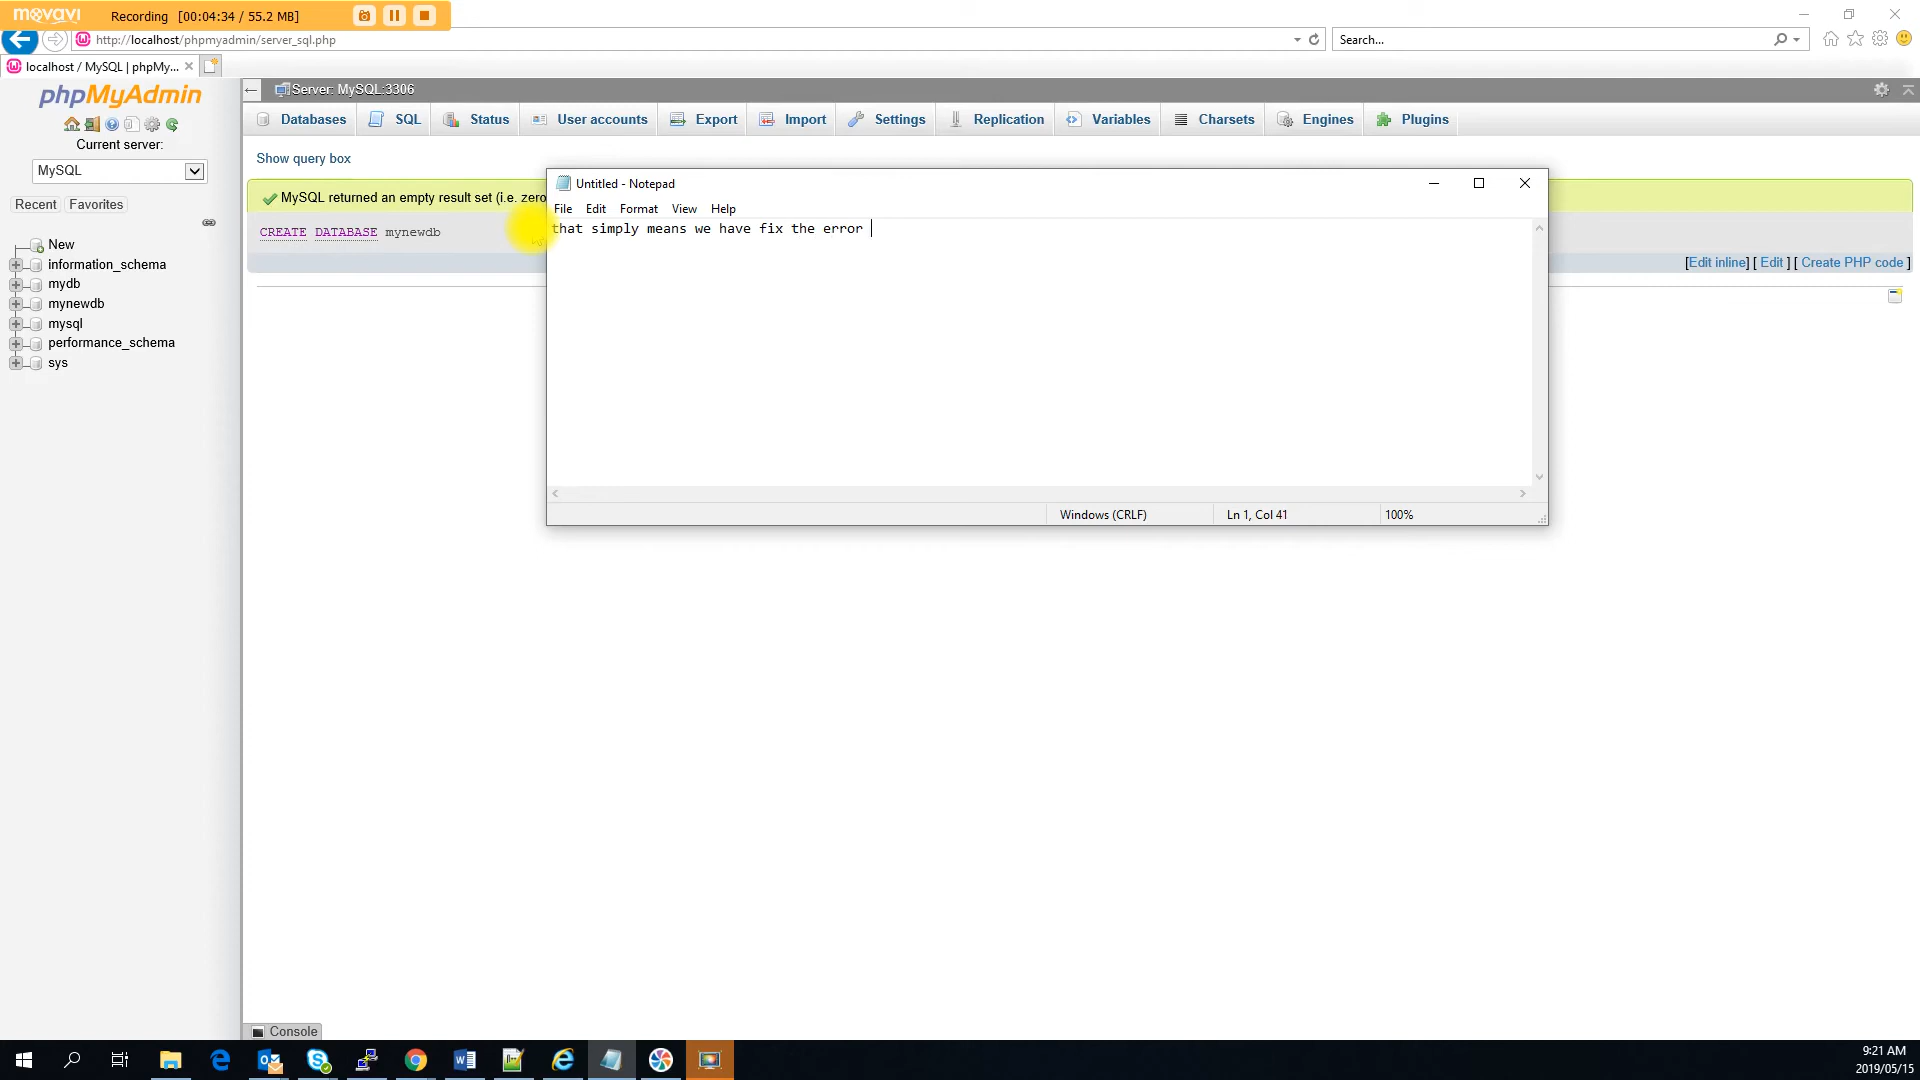 movavi
Recording [00:04:34 / 55.2 MB]
http://localhost/phpmyadmin/server_sql.php
Search...
localhost / MySQL | phpMy...
phpMyAdmin
Current server:
MySQL
Recent Favorites
New
information_schema
mydb
mynewdb
mysql
performance_schema
sys
Server: MySQL:3306
Databases SQL Status User accounts Export Import Settings Replication Variables Charsets Engines Plugins
Show query box
MySQL returned an empty result set (i.e. zero
CREATE DATABASE mynewdb
[Edit inline] [ Edit ] [ Create PHP code ]
Untitled - Notepad
File Edit Format View Help
that simply means we have fix the error
Windows (CRLF) Ln 1, Col 41 100%
Console
9:21 AM
2019/05/15